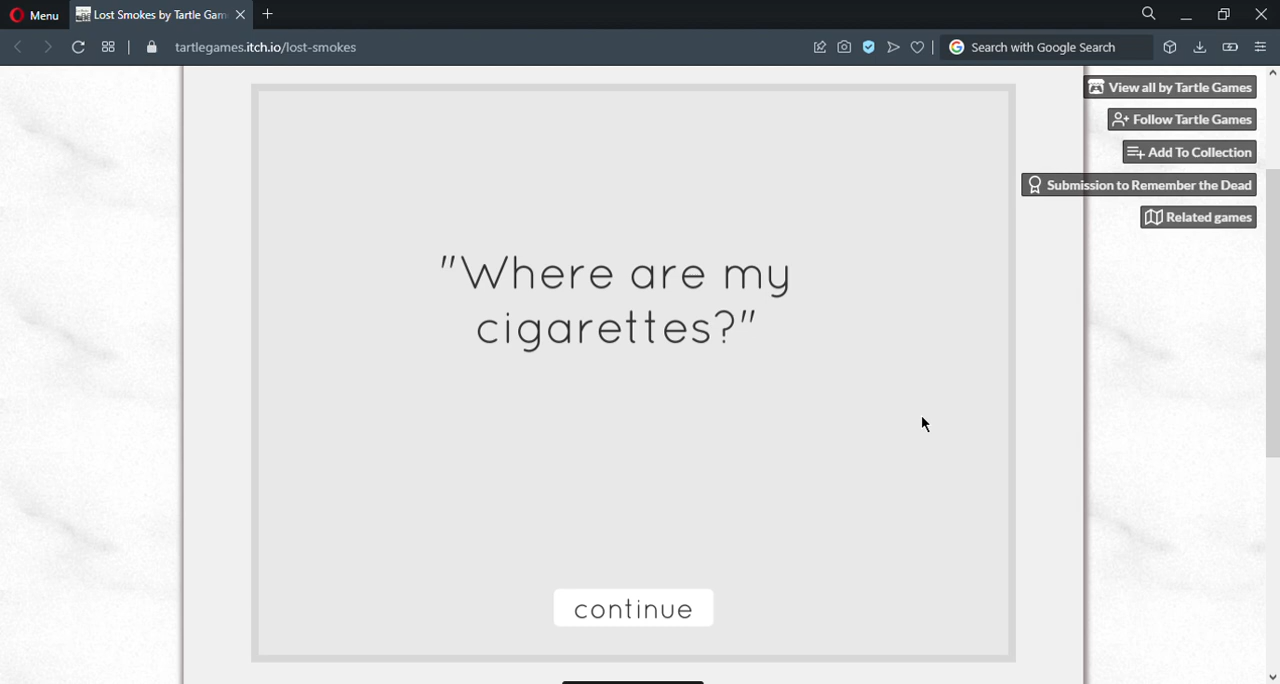 Menu
Lost Smokes by Tartle Gam
tartlegames.itch.io/lost-smokes
Search with Google Search
View all by Tartle Games
Follow Tartle Games
Add To Collection
Submission to Remember the Dead
Related games
"Where are my
cigarettes?"
continue